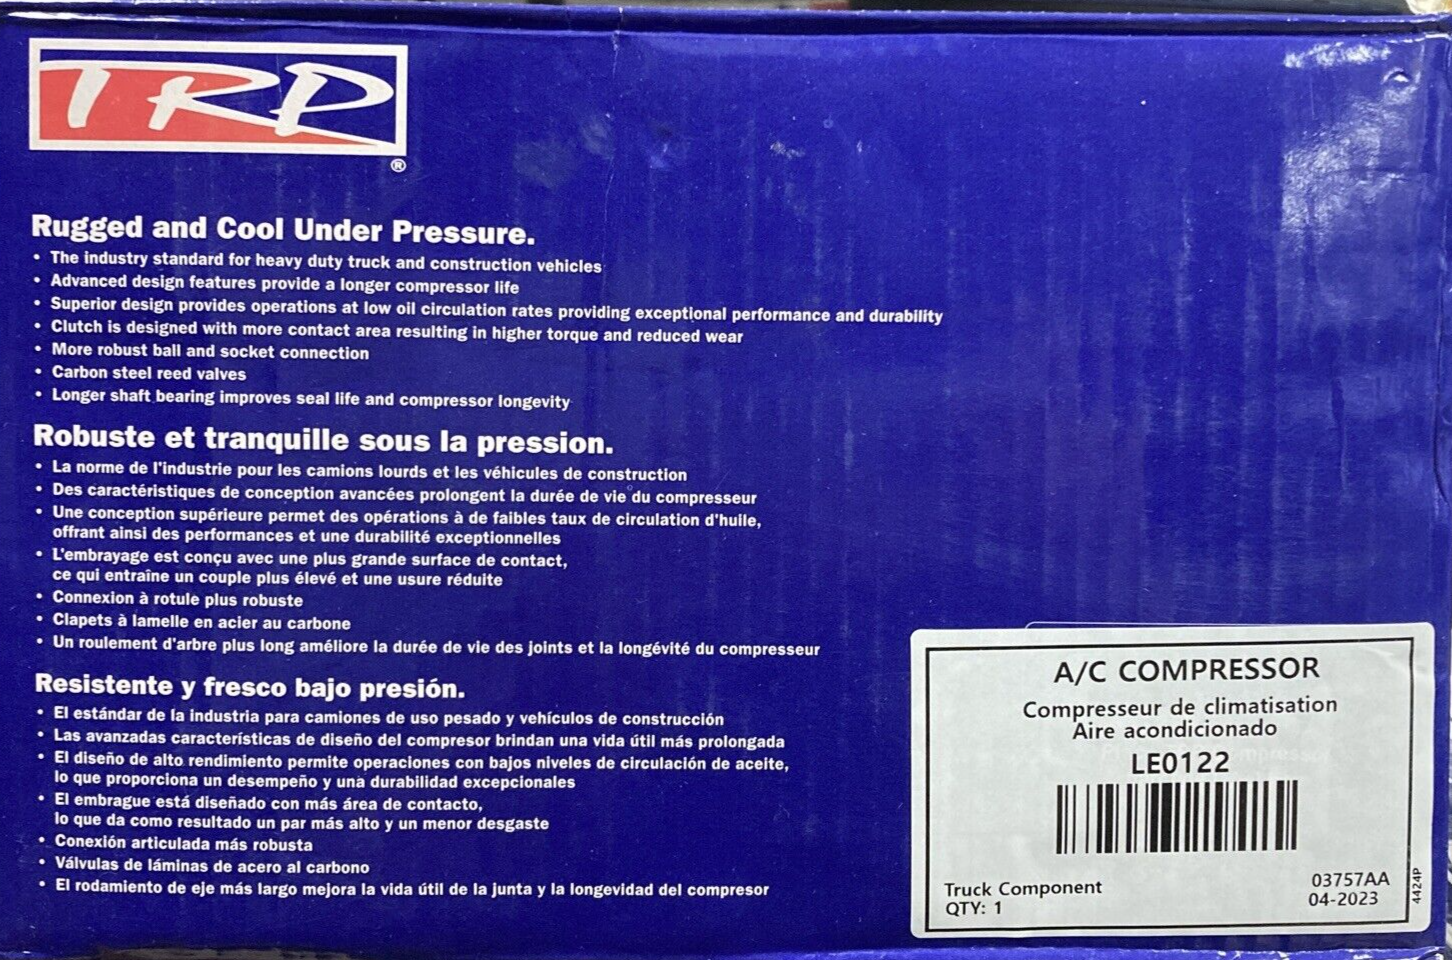 TRP
®
Rugged and Cool Under Pressure.
• The industry standard for heavy duty truck and construction vehicles
• Advanced design features provide a longer compressor life
• Superior design provides operations at low oil circulation rates providing exceptional performance and durability
• Clutch is designed with more contact area resulting in higher torque and reduced wear
• More robust ball and socket connection
• Carbon steel reed valves
• Longer shaft bearing improves seal life and compressor longevity
Robuste et tranquille sous la pression.
• La norme de l'industrie pour les camions lourds et les véhicules de construction
• Des caractéristiques de conception avancées prolongent la durée de vie du compresseur
• Une conception supérieure permet des opérations à de faibles taux de circulation d'huile,
offrant ainsi des performances et une durabilité exceptionnelles
• L'embrayage est conçu avec une plus grande surface de contact,
ce qui entraîne un couple plus élevé et une usure réduite
• Connexion à rotule plus robuste
• Clapets à lamelle en acier au carbone
• Un roulement d'arbre plus long améliore la durée de vie des joints et la longévité du compresseur
Resistente y fresco bajo presión.
• El estándar de la industria para camiones de uso pesado y vehículos de construcción
• Las avanzadas características de diseño del compresor brindan una vida útil más prolongada
• El diseño de alto rendimiento permite operaciones con bajos niveles de circulación de aceite,
lo que proporciona un desempeño y una durabilidad excepcionales
• El embrague está diseñado con más área de contacto,
lo que da como resultado un par más alto y un menor desgaste
• Conexión articulada más robusta
• Válvulas de láminas de acero al carbono
• El rodamiento de eje más largo mejora la vida útil de la junta y la longevidad del compresor
A/C COMPRESSOR
Compresseur de climatisation
Aire acondicionado
LE0122
Truck Component
QTY: 1
03757AA
04-2023
4424P